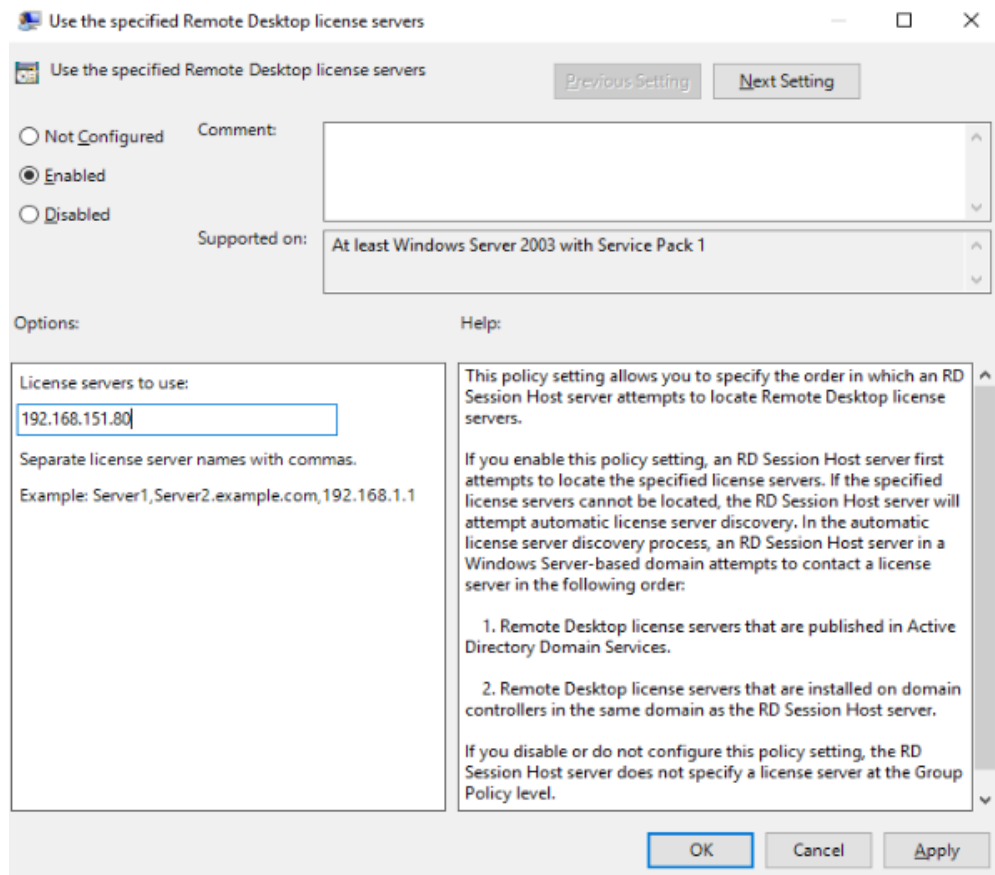 Use the specified Remote Desktop license servers
Use the specified Remote Desktop license servers
Previous Setting
Next Setting
Not Configured
Comment:
Enabled
Disabled
Supported on:
At least Windows Server 2003 with Service Pack 1
Options:
Help:
License servers to use:
192.168.151.80
Separate license server names with commas.
Example: Server1,Server2.example.com,192.168.1.1
This policy setting allows you to specify the order in which an RD
Session Host server attempts to locate Remote Desktop license
servers.
If you enable this policy setting, an RD Session Host server first
attempts to locate the specified license servers. If the specified
license servers cannot be located, the RD Session Host server will
attempt automatic license server discovery. In the automatic
license server discovery process, an RD Session Host server in a
Windows Server-based domain attempts to contact a license
server in the following order:
1. Remote Desktop license servers that are published in Active
Directory Domain Services.
2. Remote Desktop license servers that are installed on domain
controllers in the same domain as the RD Session Host server.
If you disable or do not configure this policy setting, the RD
Session Host server does not specify a license server at the Group
Policy level.
OK
Cancel
Apply